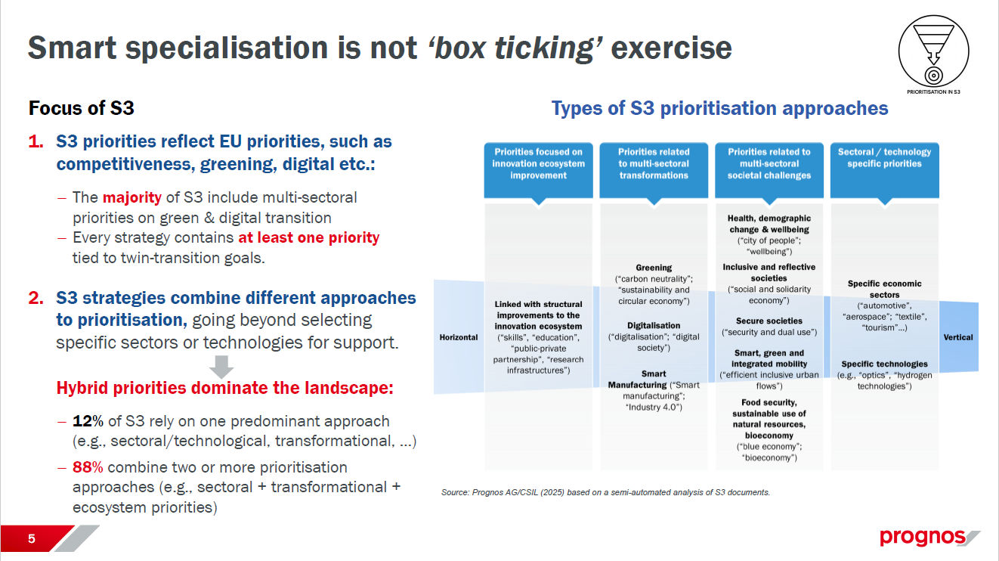 Smart specialisation is not ‘box ticking’ exercise
PRIORITISATION IN S3
Focus of S3
1. S3 priorities reflect EU priorities, such as
competitiveness, greening, digital etc.:
– The majority of S3 include multi-sectoral
priorities on green & digital transition
– Every strategy contains at least one priority
tied to twin-transition goals.
2. S3 strategies combine different approaches
to prioritisation, going beyond selecting
specific sectors or technologies for support.
Hybrid priorities dominate the landscape:
– 12% of S3 rely on one predominant approach
(e.g., sectoral/technological, transformational, ...)
– 88% combine two or more prioritisation
approaches (e.g., sectoral + transformational +
ecosystem priorities)
Types of S3 prioritisation approaches
Horizontal
Priorities focused on
innovation ecosystem
improvement
Linked with structural
improvements to the
innovation ecosystem
(“skills”, “education”,
“public-private
partnership”, “research
infrastructures”)
Priorities related
to multi-sectoral
transformations
Greening
(“carbon neutrality”;
“sustainability and
circular economy”)
Digitalisation
(“digitalisation”; “digital
society”)
Smart
Manufacturing (“Smart
manufacturing”;
“Industry 4.0”)
Priorities related to
multi-sectoral
societal challenges
Health, demographic
change & wellbeing
(“city of people”;
“wellbeing”)
Inclusive and reflective
societies
(“social and solidarity
economy”)
Secure societies
(“security and dual use”)
Smart, green and
integrated mobility
(“efficient inclusive urban
flows”)
Food security,
sustainable use of
natural resources,
bioeconomy
(“blue economy”;
“bioeconomy”)
Sectoral / technology
specific priorities
Specific economic
sectors
(“automotive”,
“aerospace”; “textile”,
“tourism”...)
Specific technologies
(e.g., “optics”, “hydrogen
technologies”)
Vertical
Source: Prognos AG/CSIL (2025) based on a semi-automated analysis of S3 documents.
5
prognos